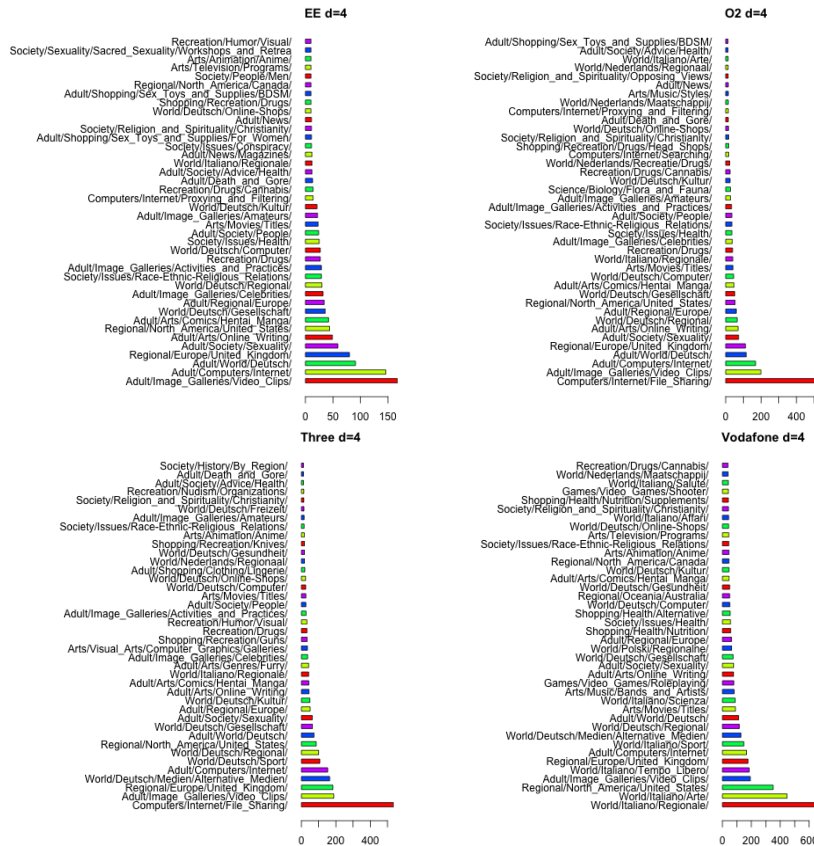 EE d=4
Recreation/Humor/Visual/
Society/Sexuality/Sacred_Sexuality/Workshops_and_Retrea
Arts/Animation/Anime/
Arts/Television/Programs/
Society/People/Men/
Regional/North_America/Canada/
Adult/Shopping/Sex_Toys_and_Supplies/BDSM/
Shopping/Recreation/Drugs/
World/Deutsch/Online-Shops/
Adult/News/
Society/Religion_and_Spirituality/Christianity/
Adult/Shopping/Sex_Toys_and_Supplies/For_Women/
Society/Issues/Conspiracy/
Adult/News/Magazines/
World/Italiano/Regionale/
Adult/Society/Advice/Health/
Adult/Death_and_Gore/
Recreation/Drugs/Cannabis/
Computers/Internet/Proxying_and_Filtering/
World/Deutsch/Kultur/
Adult/Image_Galleries/Amateurs/
Arts/Movies/Titles/
Adult/Society/People/
Society/Issues/Health/
World/Deutsch/Computer/
Recreation/Drugs/
Adult/Image_Galleries/Activities_and_Practices/
Society/Issues/Race-Ethnic-Religious_Relations/
World/Deutsch/Regional/
Adult/Image_Galleries/Celebrities/
Adult/Regional/Europe/
World/Deutsch/Gesellschaft/
Adult/Arts/Comics/Hentai_Manga/
Regional/North_America/United_States/
Adult/Arts/Online_Writing/
Adult/Society/Sexuality/
Regional/Europe/United_Kingdom/
Adult/World/Deutsch/
Adult/Computers/Internet/
Adult/Image_Galleries/Video_Clips/
0 50 100 150
O2 d=4
Adult/Shopping/Sex_Toys_and_Supplies/BDSM/
Adult/Society/Advice/Health/
World/Italiano/Arte/
World/Nederlands/Regionaal/
Society/Religion_and_Spirituality/Opposing_Views/
Adult/News/
Arts/Music/Styles/
World/Nederlands/Maatschappij/
Computers/Internet/Proxying_and_Filtering/
Adult/Death_and_Gore/
World/Deutsch/Online-Shops/
Society/Religion_and_Spirituality/Christianity/
Shopping/Recreation/Drugs/Head_Shops/
Computers/Internet/Searching/
World/Nederlands/Recreatie/Drugs/
Recreation/Drugs/Cannabis/
World/Deutsch/Kultur/
Science/Biology/Flora_and_Fauna/
Adult/Image_Galleries/Amateurs/
Adult/Image_Galleries/Activities_and_Practices/
Adult/Society/People/
Society/Issues/Race-Ethnic-Religious_Relations/
Society/Issues/Health/
Adult/Image_Galleries/Celebrities/
Recreation/Drugs/
World/Italiano/Regionale/
Arts/Movies/Titles/
World/Deutsch/Computer/
Adult/Arts/Comics/Hentai_Manga/
World/Deutsch/Gesellschaft/
Regional/North_America/United_States/
Adult/Regional/Europe/
World/Deutsch/Regional/
Adult/Arts/Online_Writing/
Adult/Society/Sexuality/
Regional/Europe/United_Kingdom/
Adult/World/Deutsch/
Adult/Computers/Internet/
Adult/Image_Galleries/Video_Clips/
Computers/Internet/File_Sharing/
0 200 400
Three d=4
Society/History/By_Region/
Adult/Death_and_Gore/
Adult/Society/Advice/Health/
Recreation/Nudism/Organizations/
Society/Religion_and_Spirituality/Christianity/
World/Deutsch/Freizeit/
Adult/Image_Galleries/Amateurs/
Society/Issues/Race-Ethnic-Religious_Relations/
Arts/Animation/Anime/
Shopping/Recreation/Knives/
World/Deutsch/Gesundheit/
World/Nederlands/Regionaal/
Adult/Shopping/Clothing/Lingerie/
World/Deutsch/Online-Shops/
World/Deutsch/Computer/
Arts/Movies/Titles/
Adult/Society/People/
Adult/Image_Galleries/Activities_and_Practices/
Recreation/Humor/Visual/
Recreation/Drugs/
Shopping/Recreation/Guns/
Arts/Visual_Arts/Computer_Graphics/Galleries/
Adult/Image_Galleries/Celebrities/
Adult/Arts/Genres/Furry/
World/Italiano/Regionale/
Adult/Arts/Comics/Hentai_Manga/
Adult/Arts/Online_Writing/
World/Deutsch/Kultur/
Adult/Regional/Europe/
Adult/Society/Sexuality/
World/Deutsch/Gesellschaft/
Adult/World/Deutsch/
Regional/North_America/United_States/
World/Deutsch/Regional/
World/Deutsch/Sport/
Adult/Computers/Internet/
World/Deutsch/Medien/Alternative_Medien/
Regional/Europe/United_Kingdom/
Adult/Image_Galleries/Video_Clips/
Computers/Internet/File_Sharing/
0 200 400
Vodafone d=4
Recreation/Drugs/Cannabis/
World/Nederlands/Maatschappij/
World/Italiano/Salute/
Games/Video_Games/Shooter/
Shopping/Health/Nutrition/Supplements/
Society/Religion_and_Spirituality/Christianity/
World/Italiano/Affari/
World/Deutsch/Online-Shops/
Arts/Television/Programs/
Society/Issues/Race-Ethnic-Religious_Relations/
Arts/Animation/Anime/
Regional/North_America/Canada/
World/Deutsch/Kultur/
Adult/Arts/Comics/Hentai_Manga/
World/Deutsch/Gesundheit/
Regional/Oceania/Australia/
World/Deutsch/Computer/
Shopping/Health/Alternative/
Society/Issues/Health/
Shopping/Health/Nutrition/
Adult/Regional/Europe/
World/Polski/Regionalne/
World/Deutsch/Gesellschaft/
Adult/Society/Sexuality/
Adult/Arts/Online_Writing/
Games/Video_Games/Roleplaying/
Arts/Music/Bands_and_Artists/
World/Italiano/Scienza/
Arts/Movies/Titles/
Adult/World/Deutsch/
World/Deutsch/Regional/
World/Deutsch/Medien/Alternative_Medien/
World/Italiano/Sport/
Adult/Computers/Internet/
Regional/Europe/United_Kingdom/
World/Italiano/Tempo_Libero/
Adult/Image_Galleries/Video_Clips/
Regional/North_America/United_States/
World/Italiano/Arte/
World/Italiano/Regionale/
0 200 400 600